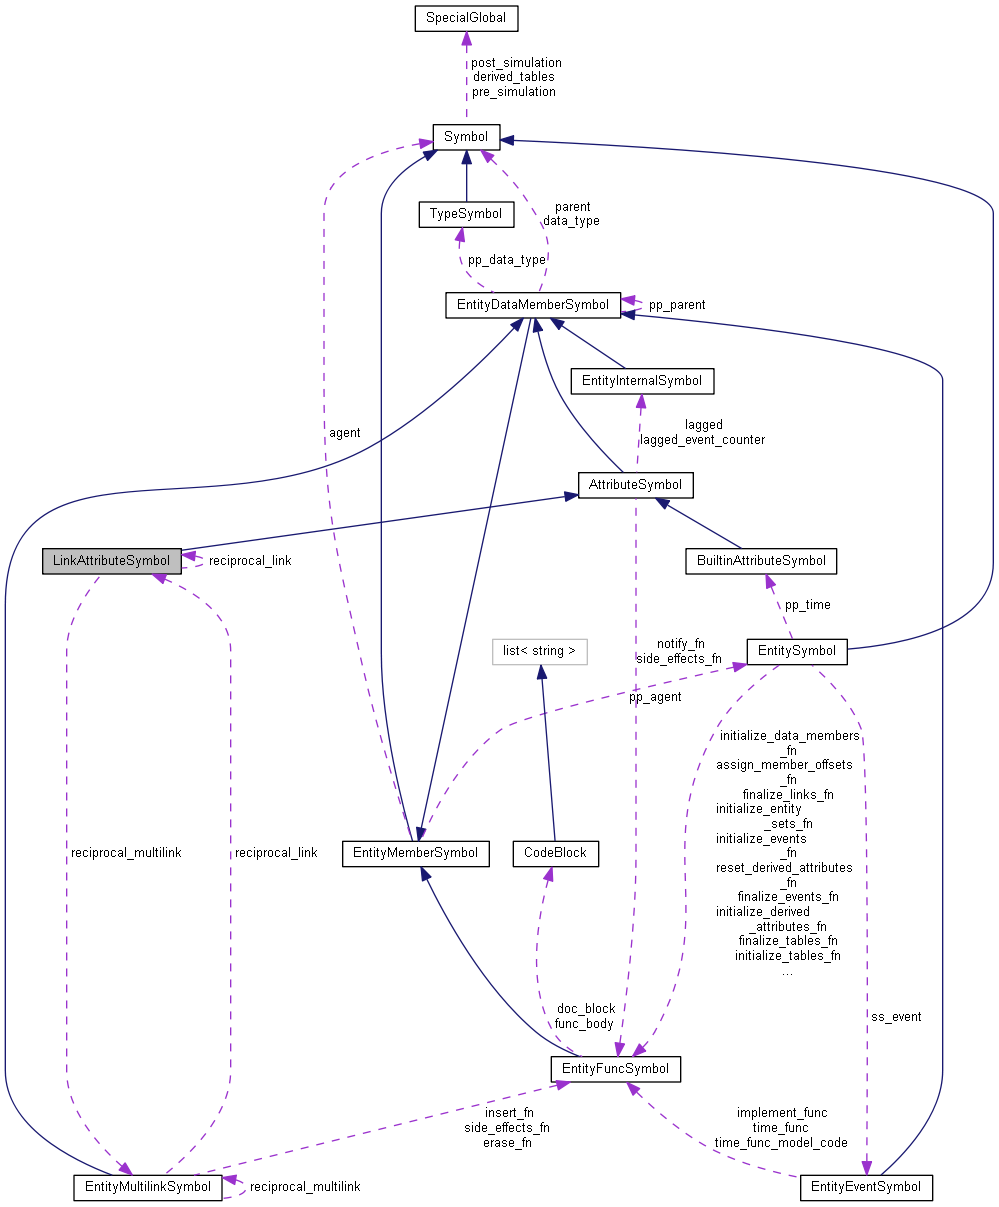 SpecialGlobal
post_simulation
derived_tables
pre_simulation
Symbol
TypeSymbol
parent
data_type
pp_data_type
EntityDataMemberSymbol
pp_parent
EntityInternalSymbol
lagged
lagged_event_counter
agent
AttributeSymbol
LinkAttributeSymbol
reciprocal_link
BuiltinAttributeSymbol
pp_time
list< string >
notify_fn
side_effects_fn
EntitySymbol
pp_agent
initialize_data_members
_fn
assign_member_offsets
_fn
finalize_links_fn
initialize_entity
_sets_fn
initialize_events
_fn
reset_derived_attributes
_fn
finalize_events_fn
initialize_derived
_attributes_fn
finalize_tables_fn
initialize_tables_fn
...
reciprocal_multilink
reciprocal_link
EntityMemberSymbol
CodeBlock
doc_block
func_body
ss_event
EntityFuncSymbol
insert_fn
side_effects_fn
erase_fn
implement_func
time_func
time_func_model_code
EntityMultilinkSymbol
reciprocal_multilink
EntityEventSymbol